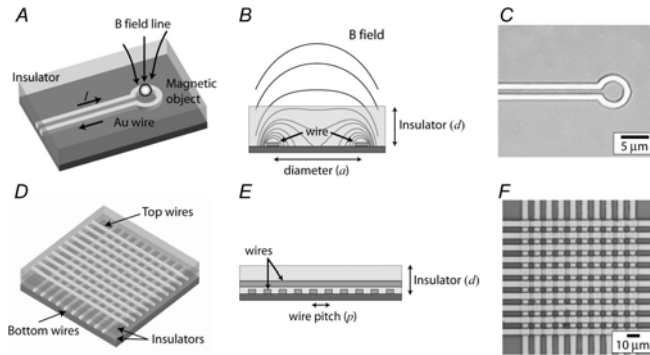 A
B field line
Insulator
Magnetic
object
I
Au wire
B
B field
Insulator (d)
wire
diameter (a)
C
5 μm
D
Top wires
Bottom wires
Insulators
E
wires
Insulator (d)
wire pitch (p)
F
10 μm